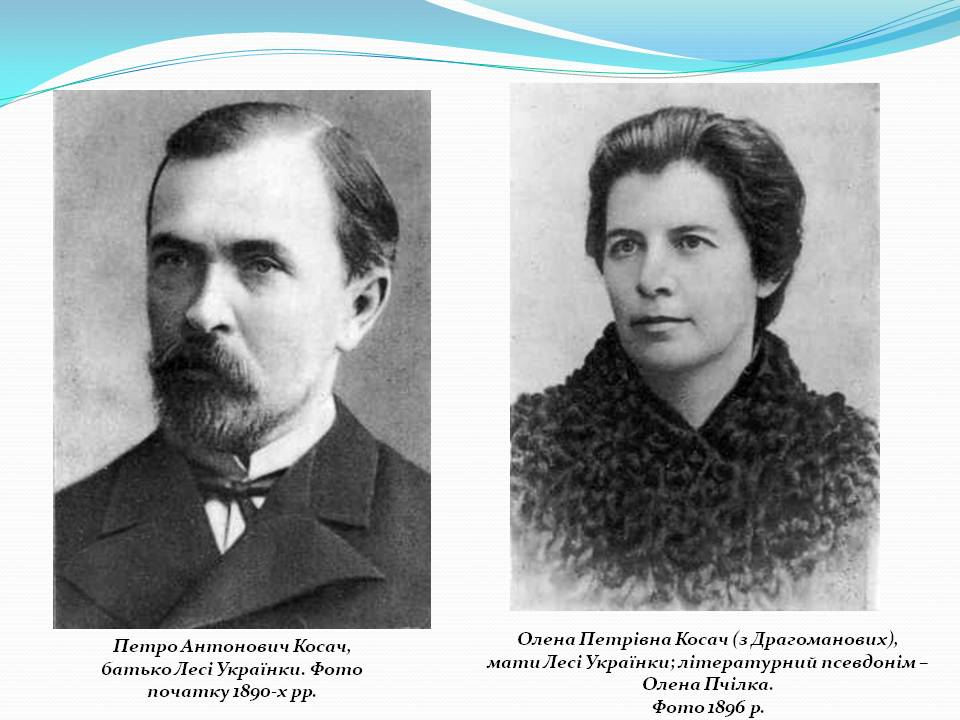 Петро Антонович Косач,
батько Лесі Українки. Фото
початку 1890-х рр.
Олена Петрівна Косач (з Драгоманових),
мати Лесі Українки; літературний псевдонім –
Олена Пчілка.
Фото 1896 р.